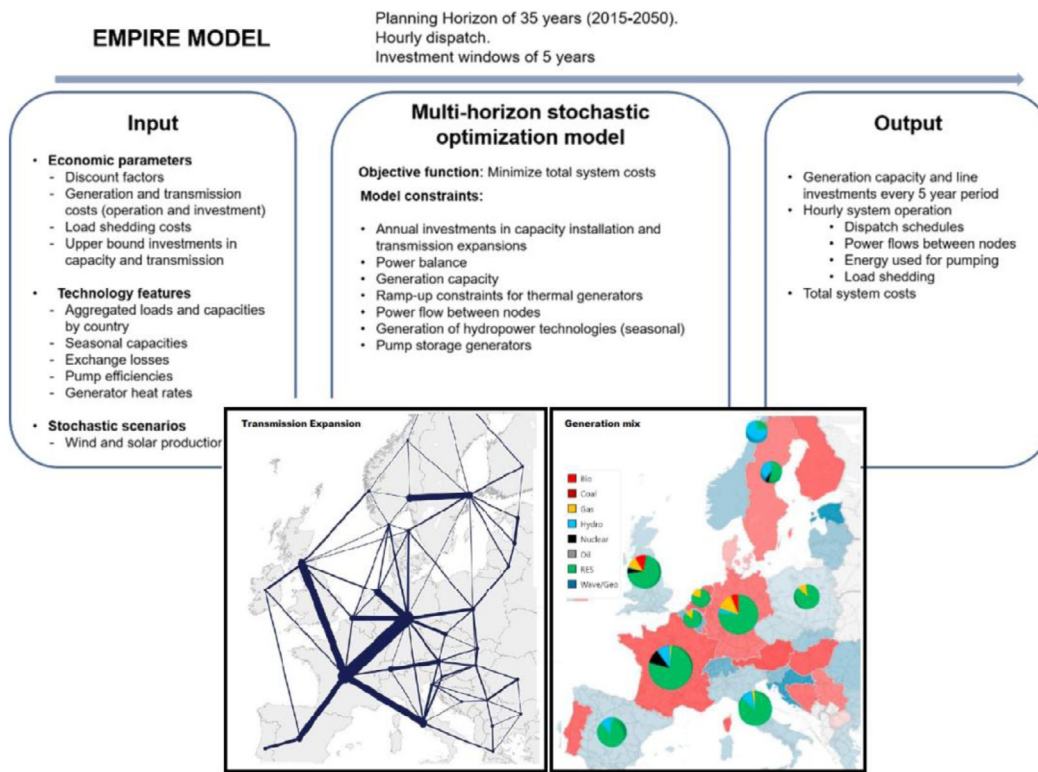 EMPIRE MODEL
Planning Horizon of 35 years (2015-2050).
Hourly dispatch.
Investment windows of 5 years
Input
• Economic parameters
- Discount factors
- Generation and transmission
costs (operation and investment)
- Load shedding costs
- Upper bound investments in
capacity and transmission
• Technology features
- Aggregated loads and capacities
by country
- Seasonal capacities
- Exchange losses
- Pump efficiencies
- Generator heat rates
• Stochastic scenarios
- Wind and solar production
Multi-horizon stochastic
optimization model
Objective function: Minimize total system costs
Model constraints:
• Annual investments in capacity installation and
transmission expansions
• Power balance
• Generation capacity
• Ramp-up constraints for thermal generators
• Power flow between nodes
• Generation of hydropower technologies (seasonal)
• Pump storage generators
Output
• Generation capacity and line
investments every 5 year period
• Hourly system operation
• Dispatch schedules
• Power flows between nodes
• Energy used for pumping
• Load shedding
• Total system costs
Transmission Expansion
Generation mix
Bio
Coal
Gas
Hydro
Nuclear
Oil
RES
Wave/Geo